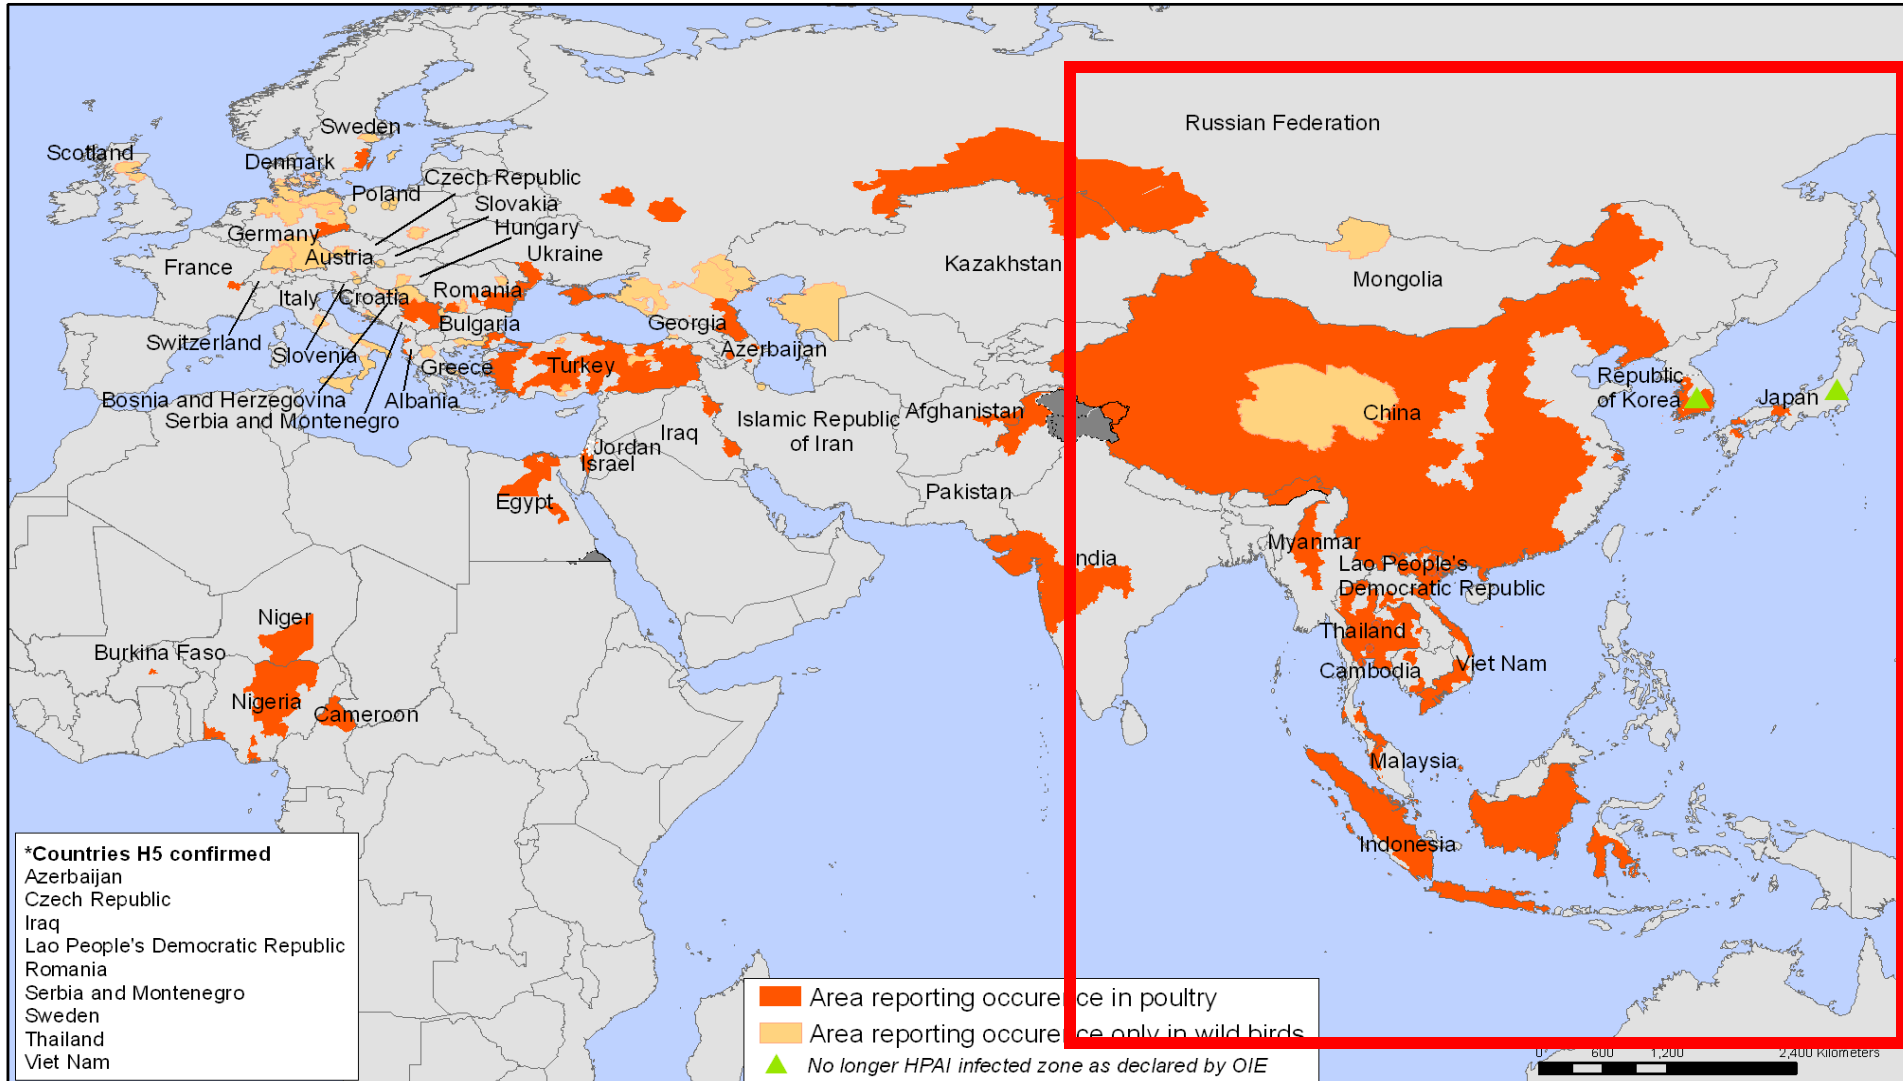 Russian Federation
Sweden
Scotland
Denmark
Czech Republic
Poland
Slovakia
Hungary
Germany
Ukraine
Austria
France
Kazakhstan
Mongolia
Italy
Croatia
Romania
Georgia
Bulgaria
Switzerland
Azerbaijan
Slovenia
Greece
Turkey
Republic
of Korea
Japan
Bosnia and Herzegovina
Albania
Serbia and Montenegro
Afghanistan
China
Islamic Republic
of Iran
Iraq
Jordan
Israel
Pakistan
Egypt
Myanmar
ndia
Lao People's
Democratic Republic
Niger
Thailand
Burkina Faso
Viet Nam
Cambodia
Nigeria
Cameroon
Malaysia
Indonesia
*Countries H5 confirmed
Azerbaijan
Czech Republic
Iraq
Lao People's Democratic Republic
Romania
Serbia and Montenegro
Sweden
Thailand
Viet Nam
Area reporting occurence in poultry
Area reporting occurence only in wild birds
No longer HPAI infected zone as declared by OIE
0 600 1,200 2,400 Kilometers